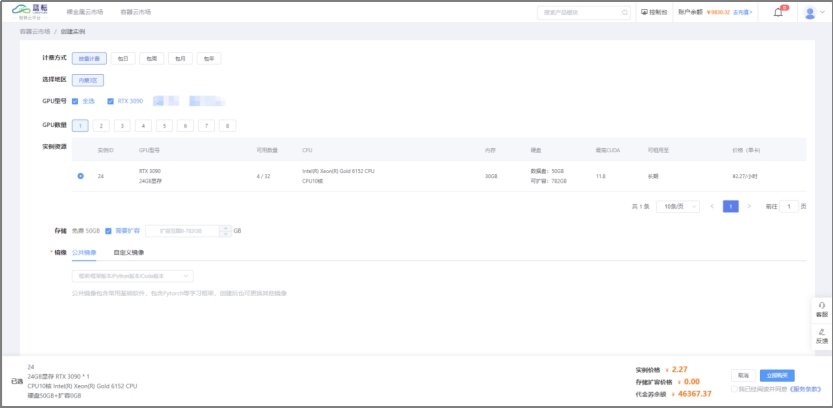 蓝耘
裸金属云市场 容器云市场 搜索产品/服务 控制台 账户余额 ¥9836.32 去充值>
容器云市场 / 创建实例
计费方式 按量计费 包日 包周 包月 包年
选择地区 内蒙3区
GPU型号 全选 RTX 3090
GPU数量 1 2 3 4 5 6 7 8
实例资源 实例ID GPU型号 可用数量 CPU 内存 硬盘 最高CUDA 可租用至 价格 (单卡)
24 RTX 3090 4 / 32 Intel(R) Xeon(R) Gold 6152 CPU 30GB 数据盘：50GB 11.8 长期 ¥2.27/小时
24GB显存 CPU10核 可扩容：782GB
共 1 条 10条/页 < 1 > 前往 1 页
存储 免费 50GB 需要扩容 扩容范围0-782GB GB
* 镜像 公共镜像 自定义镜像
框架/框架版本/Python版本/Cuda版本
公共镜像包含常用基础软件，包含Pytorch等学习框架，创建后也可更换其他镜像
客服
反馈
已选
24
24GB显存 RTX 3090 * 1
CPU10核 Intel(R) Xeon(R) Gold 6152 CPU
硬盘50GB+扩容0GB
实例价格 ¥ 2.27
存储扩容价格 ¥ 0.00
代金券余额 ¥ 46367.37
取消 立即购买
我已经阅读并同意《服务条款》